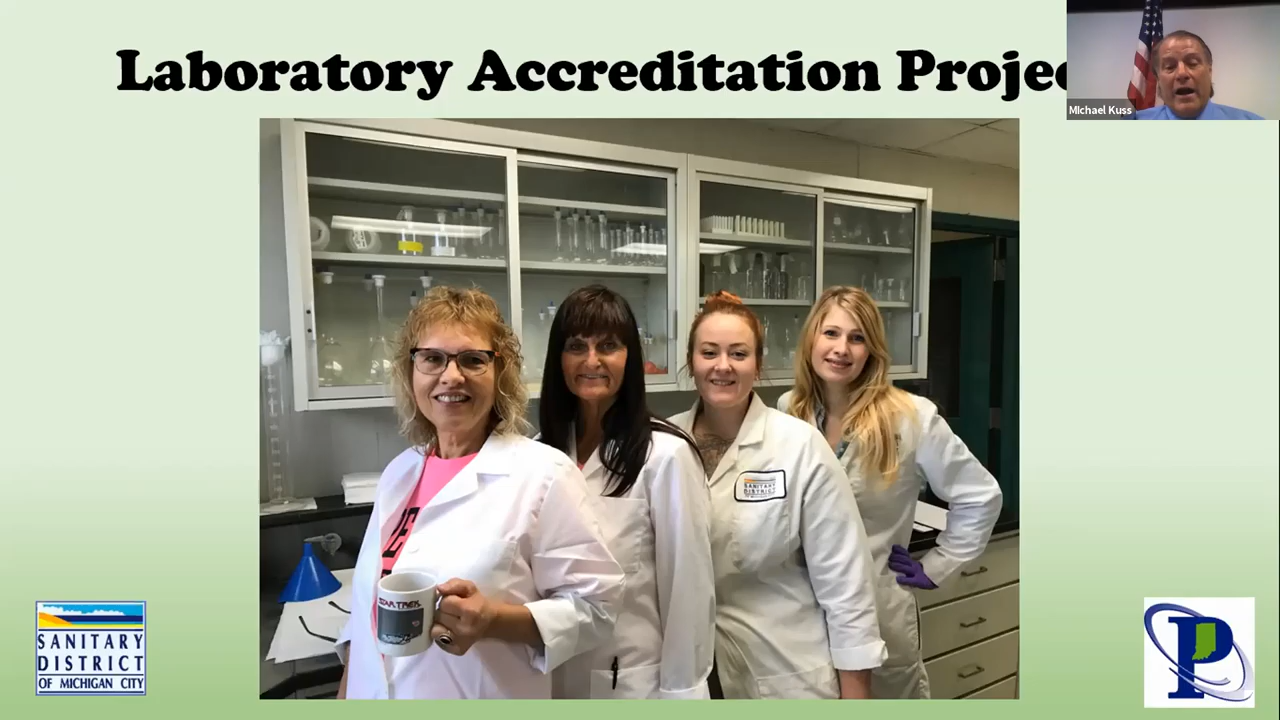 Laboratory Accreditation Projec
Michael Kuss
STAR TREK
SANITARY
DISTRICT
SANITARY
DISTRICT
OF MICHIGAN CITY
P